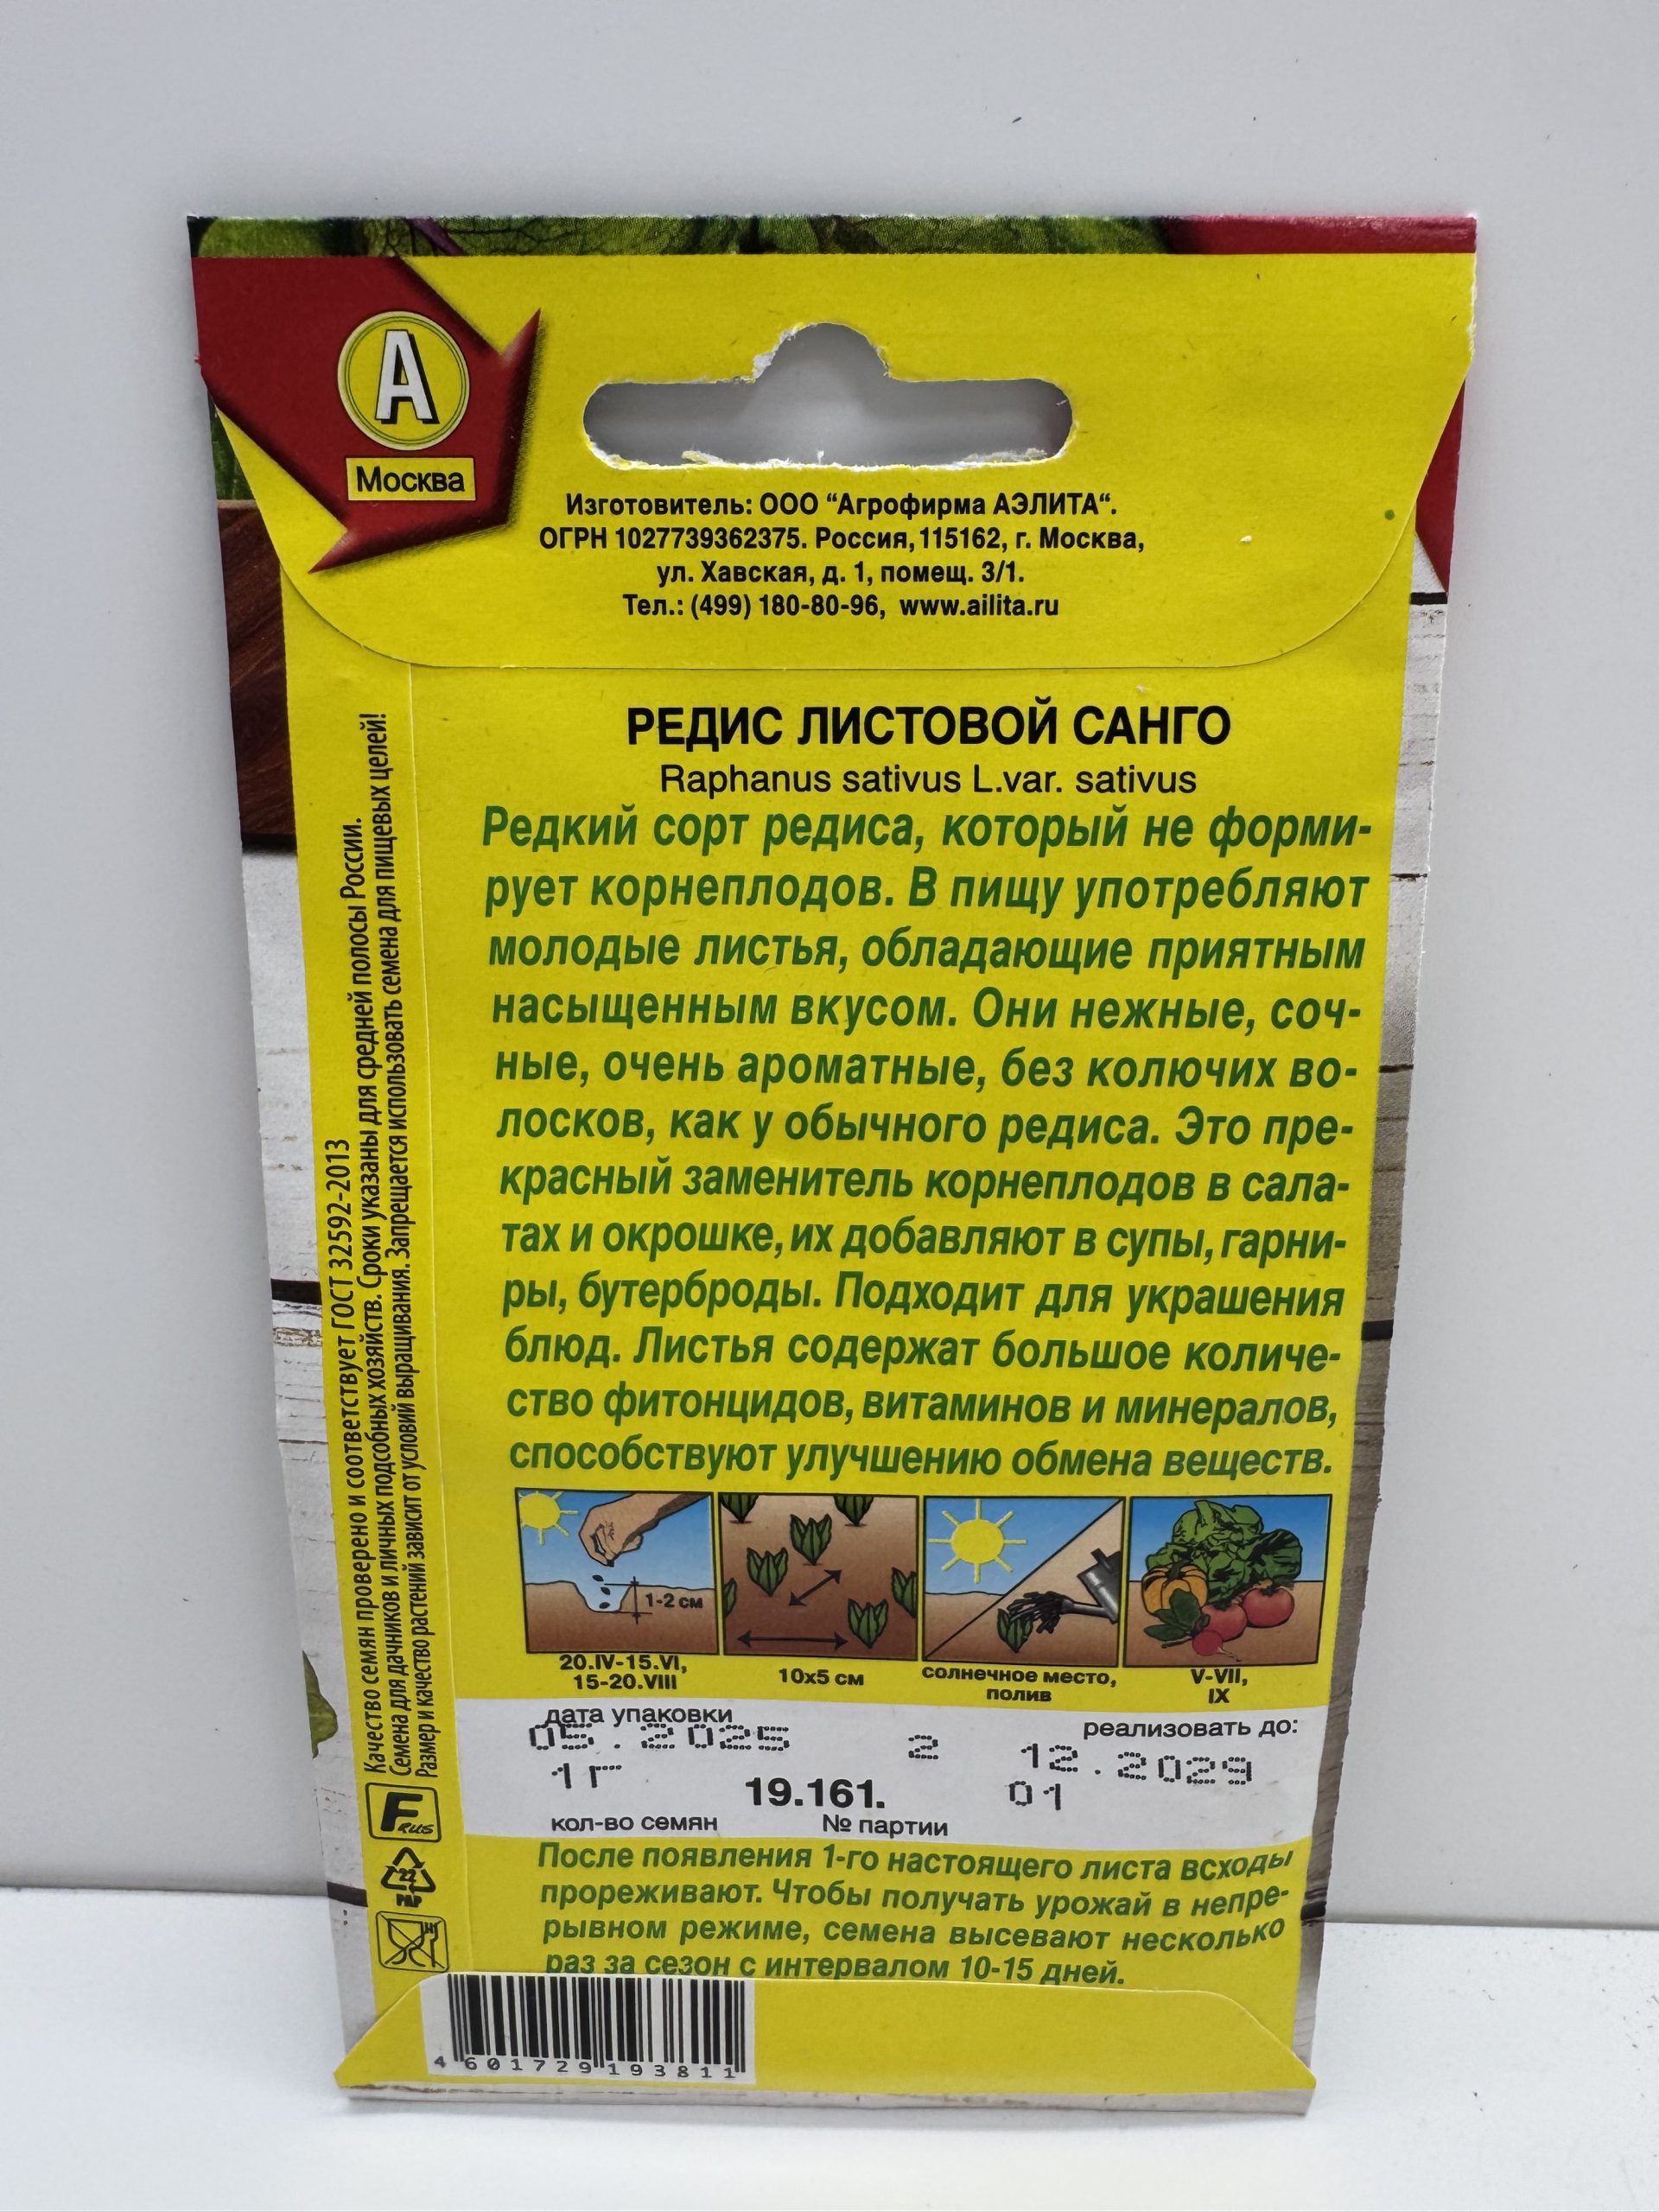 А
Москва
Изготовитель: ООО “Агрофирма АЭЛИТА“.
ОГРН 1027739362375. Россия, 115162, г. Москва,
ул. Хавская, д. 1, помещ. 3/1.
Тел.: (499) 180-80-96, www.ailita.ru
РЕДИС ЛИСТОВОЙ САНГО
Raphanus sativus L.var. sativus
Редкий сорт редиса, который не форми-
рует корнеплодов. В пищу употребляют
молодые листья, обладающие приятным
насыщенным вкусом. Они нежные, соч-
ные, очень ароматные, без колючих во-
лосков, как у обычного редиса. Это пре-
красный заменитель корнеплодов в сала-
тах и окрошке, их добавляют в супы, гарни-
ры, бутерброды. Подходит для украшения
блюд. Листья содержат большое количе-
ство фитонцидов, витаминов и минералов,
способствуют улучшению обмена веществ.
1-2 см
20.IV-15.VI,
15-20.VIII
10x5 см
солнечное место,
полив
V-VII,
IX
дата упаковки
реализовать до:
05.2025 2 12.2029
1г 19.161. 01
кол-во семян № партии
После появления 1-го настоящего листа всходы
прореживают. Чтобы получать урожай в непре-
рывном режиме, семена высевают несколько
раз за сезон с интервалом 10-15 дней.
4 601729 193811
Качество семян проверено и соответствует ГОСТ 32592-2013
Семена для дачников и личных подсобных хозяйств. Сроки указаны для средней полосы России.
Размер и качество растений зависит от условий выращивания. Запрещается использовать семена для пищевых целей!
F RUS
22
PAP